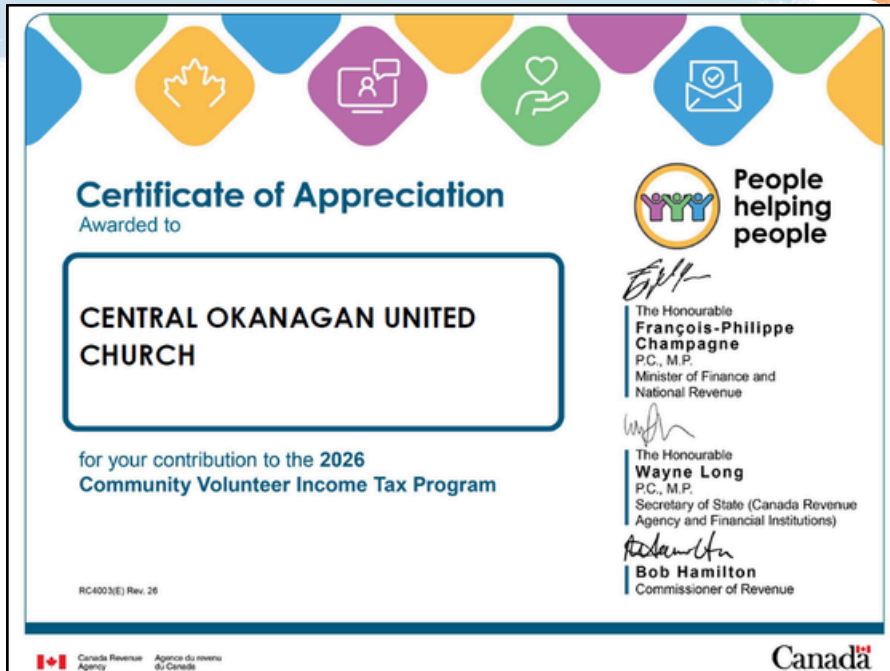 Certificate of Appreciation
Awarded to
CENTRAL OKANAGAN UNITED
CHURCH
for your contribution to the 2026
Community Volunteer Income Tax Program
RC4003(E) Rev. 26
People
helping
people
The Honourable
François-Philippe
Champagne
P.C., M.P.
Minister of Finance and
National Revenue
The Honourable
Wayne Long
P.C., M.P.
Secretary of State (Canada Revenue
Agency and Financial Institutions)
Bob Hamilton
Commissioner of Revenue
Canada Revenue
Agency
Agence du revenu
du Canada
Canada